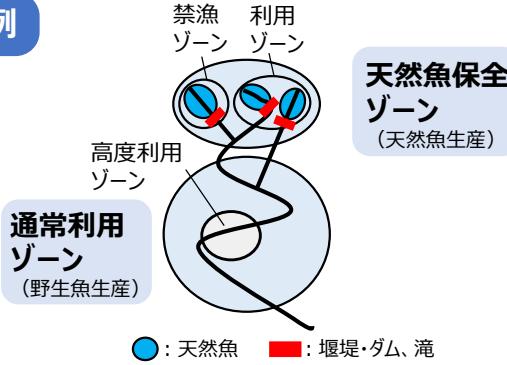 例
禁漁
ゾーン
利用
ゾーン
天然魚保全
ゾーン
（天然魚生産）
高度利用
ゾーン
通常利用
ゾーン
（野生魚生産）
：天然魚
：堰堤・ダム、滝